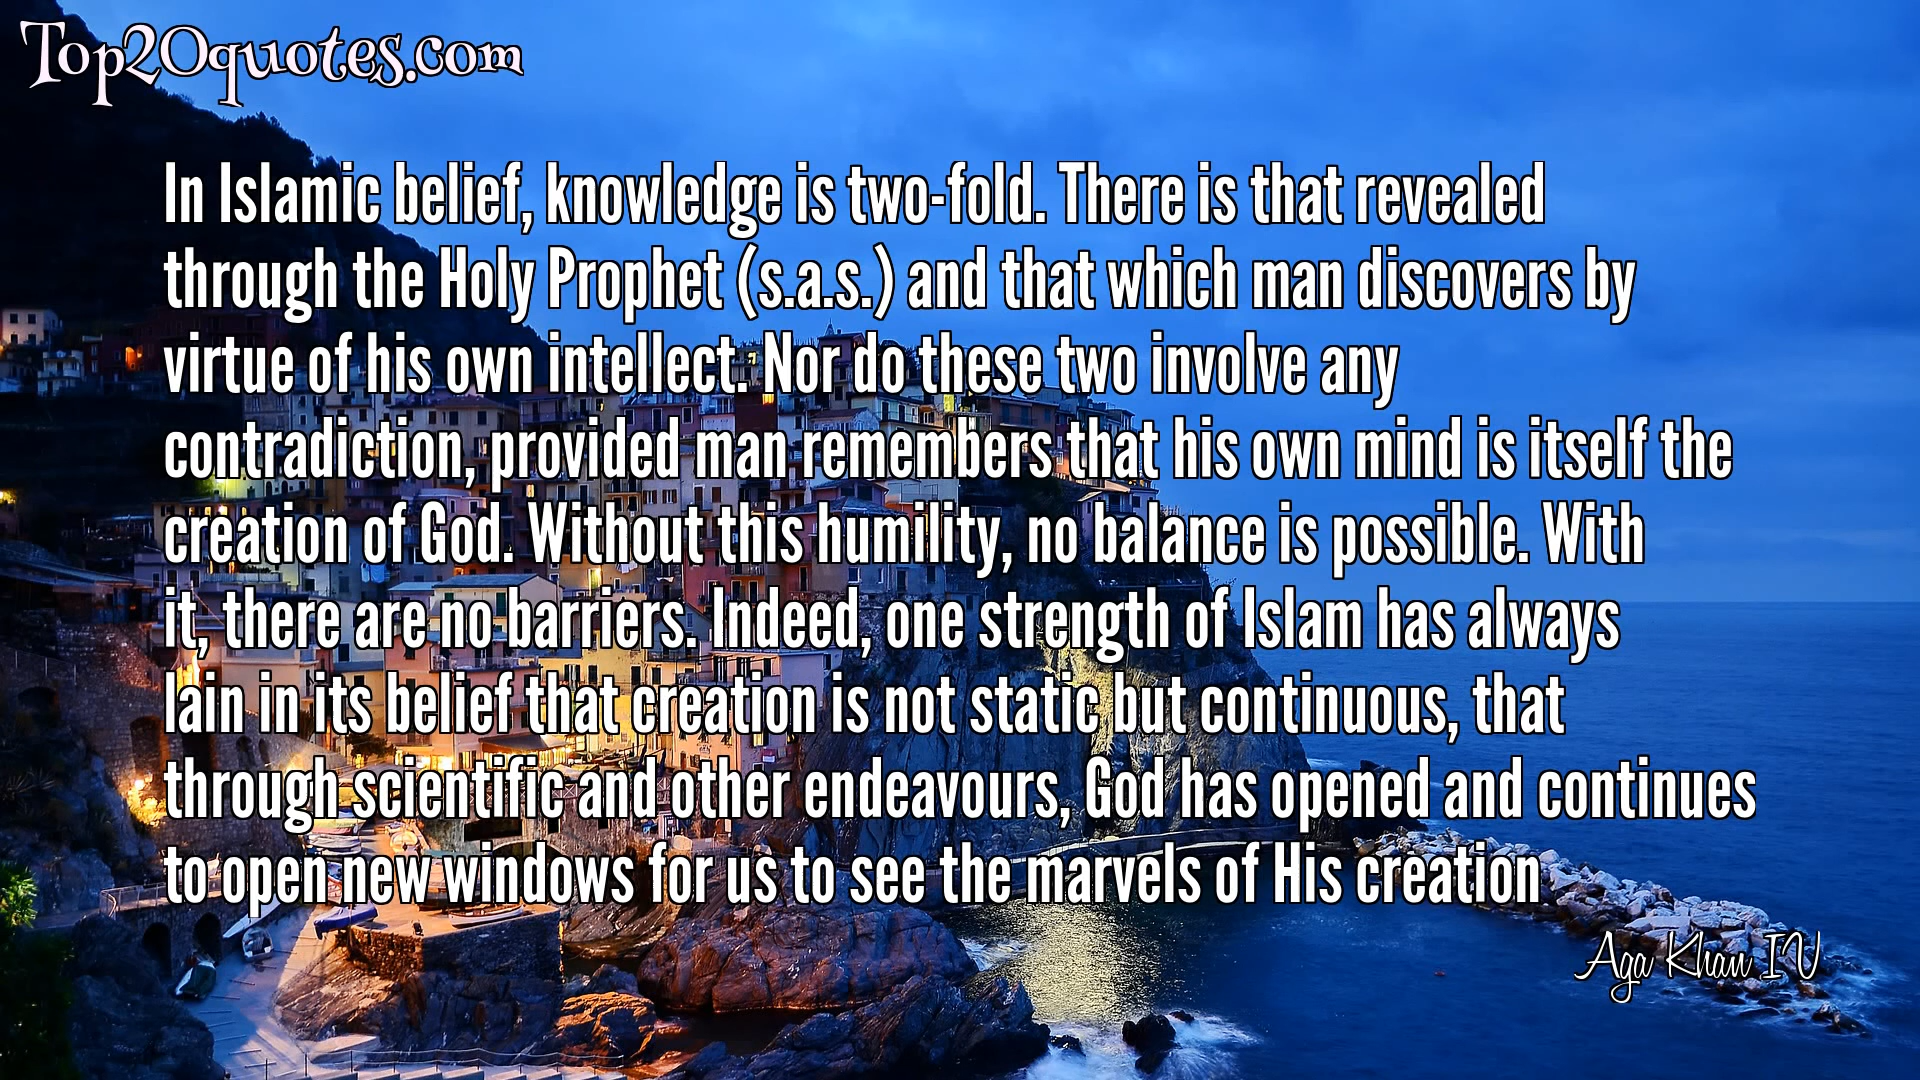 Top20quotes.com
In Islamic belief, knowledge is two-fold. There is that revealed
through the Holy Prophet (s.a.s.) and that which man discovers by
virtue of his own intellect. Nor do these two involve any
contradiction, provided man remembers that his own mind is itself the
creation of God. Without this humility, no balance is possible. With
it, there are no barriers. Indeed, one strength of Islam has always
lain in its belief that creation is not static but continuous, that
through scientific and other endeavours, God has opened and continues
to open new windows for us to see the marvels of His creation
Aga Khan IV